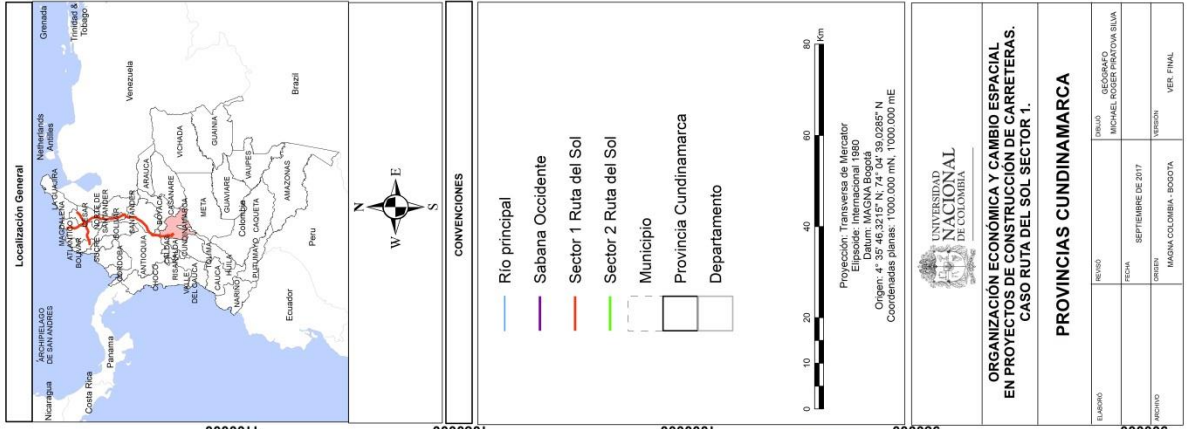 Localización General
Nicaragua
ARCHIPIELAGO
DE SAN ANDRES
Costa Rica
Panama
Netherlands
Antilles
Grenada
Trinidad &
Tobago
LA GUAJIRA
MAGDALENA
ATLANTICO
CESAR
BOLIVAR
SUCRE
NORTE DE
SANTANDER
CORDOBA
BOLIVAR
SANTANDER
ANTIOQUIA
ARAUCA
Venezuela
CHOCO
BOYACA
CASANARE
CALDAS
RISARALDA
CUNDINAMARCA
VICHADA
VALLE
DEL CAUCA
TOLIMA
META
GUAINIA
CAUCA
HUILA
GUAVIARE
Colombia
NARIÑO
VAUPES
CAQUETA
PUTUMAYO
AMAZONAS
Ecuador
Peru
Brazil
N
W
E
S
CONVENCIONES
Río principal
Sabana Occidente
Sector 1 Ruta del Sol
Sector 2 Ruta del Sol
Municipio
Provincia Cundinamarca
Departamento
Proyección: Transversa de Mercator
Elipsoide: Internacional 1980
Datum: MAGNA Bogotá
Origen: 4° 35' 46,3215" N, 74° 04' 39,0285" N
Coordenadas planas: 1'000.000 mN, 1'000.000 mE
0 10 20 40 60 80
Km
UNIVERSIDAD
NACIONAL
DE COLOMBIA
ORGANIZACIÓN ECONÓMICA Y CAMBIO ESPACIAL
EN PROYECTOS DE CONSTRUCCIÓN DE CARRETERAS.
CASO RUTA DEL SOL SECTOR 1.
PROVINCIAS CUNDINAMARCA
ELABORÓ
REVISÓ
DIBUJÓ
GEÓGRAFO
MICHAEL ROGER PIRATOVA SILVA
FECHA
SEPTIEMBRE DE 2017
ARCHIVO
ORIGEN
MAGNA COLOMBIA - BOGOTA
VERSIÓN
VER. FINAL